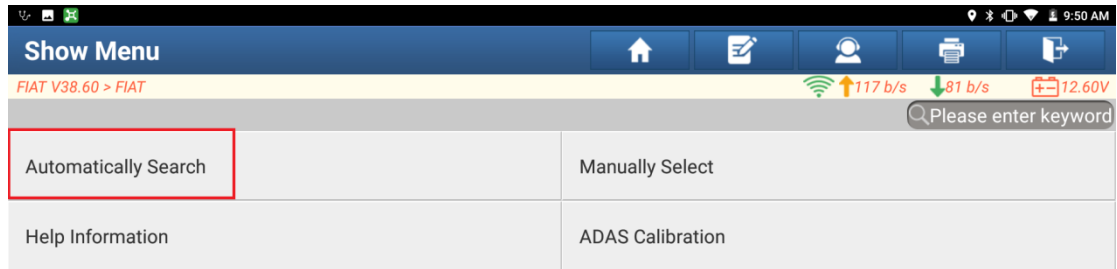 9:50 AM
Show Menu
FIAT V38.60 > FIAT 117 b/s 81 b/s 12.60V
Please enter keyword
Automatically Search Manually Select
Help Information ADAS Calibration